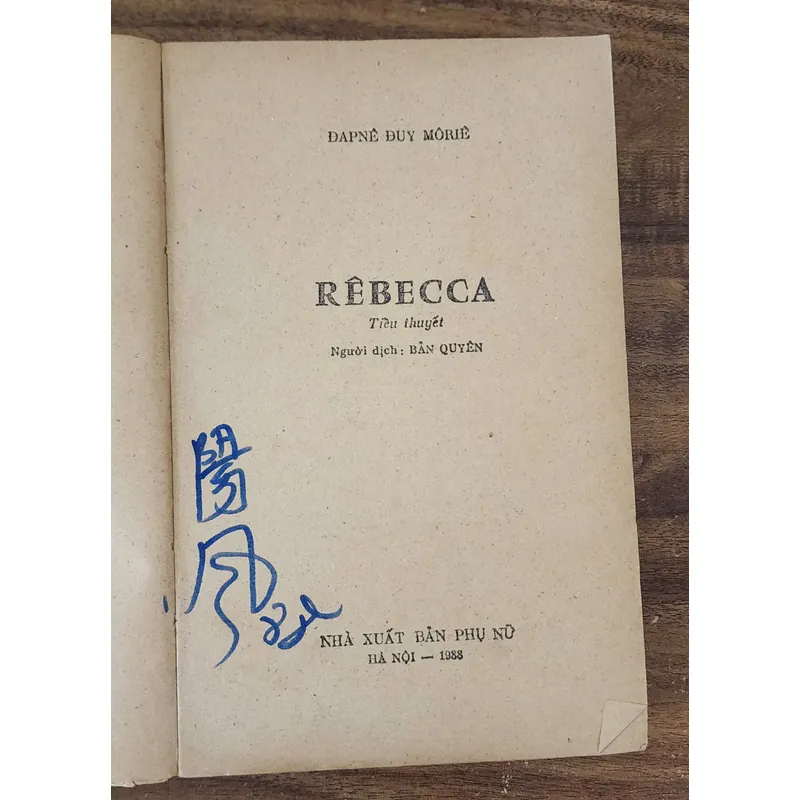 ĐAPNÊ ĐUY MÔRIÊ
RÊBECCA
Tiểu thuyết
Người dịch: BẢN QUYÊN
NHÀ XUẤT BẢN PHỤ NỮ
HÀ NỘI — 1988